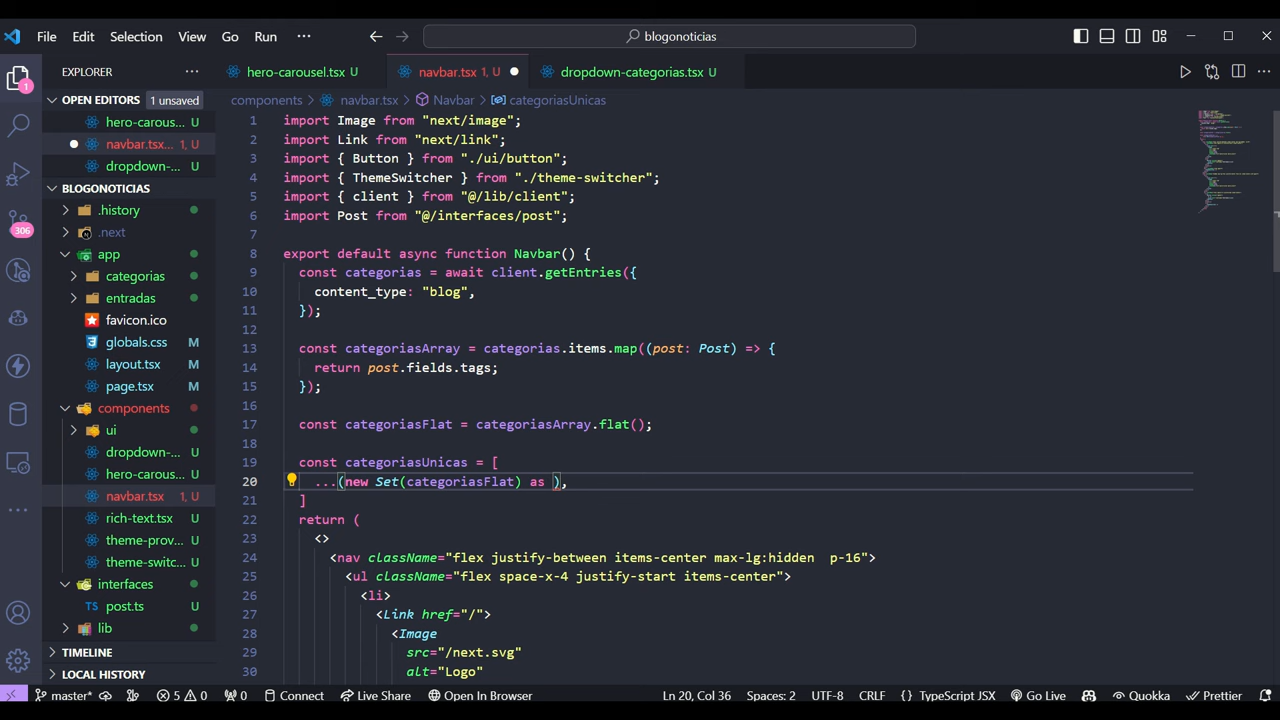 File Edit Selection View Go Run ··· blogonoticias
EXPLORER ···
hero-carousel.tsx U
navbar.tsx 1, U
dropdown-categorias.tsx U
OPEN EDITORS 1 unsaved
hero-carous... U
navbar.tsx... 1, U
dropdown-... U
BLOGONOTICIAS
.history
.next
app
categorias
entradas
favicon.ico
globals.css M
layout.tsx M
page.tsx M
components
ui
dropdown-... U
hero-carous... U
navbar.tsx 1, U
rich-text.tsx U
theme-prov... U
theme-switc... U
interfaces
TS post.ts U
lib
TIMELINE
LOCAL HISTORY
1
306
components > navbar.tsx > Navbar > categoriasUnicas
1 import Image from "next/image";
2 import Link from "next/link";
3 import { Button } from "./ui/button";
4 import { ThemeSwitcher } from "./theme-switcher";
5 import { client } from "@/lib/client";
6 import Post from "@/interfaces/post";
7
8 export default async function Navbar() {
9 const categorias = await client.getEntries({
10 content_type: "blog",
11 });
12
13 const categoriasArray = categorias.items.map((post: Post) => {
14 return post.fields.tags;
15 });
16
17 const categoriasFlat = categoriasArray.flat();
18
19 const categoriasUnicas = [
20 ...(new Set(categoriasFlat) as ),
21 ]
22 return (
23 <>
24 <nav className="flex justify-between items-center max-lg:hidden  p-16">
25 <ul className="flex space-x-4 justify-start items-center">
26 <li>
27 <Link href="/">
28 <Image
29 src="/next.svg"
30 alt="Logo"
master* 5 0 0 Connect Live Share Open In Browser Ln 20, Col 36 Spaces: 2 UTF-8 CRLF {} TypeScript JSX Go Live Quokka Prettier